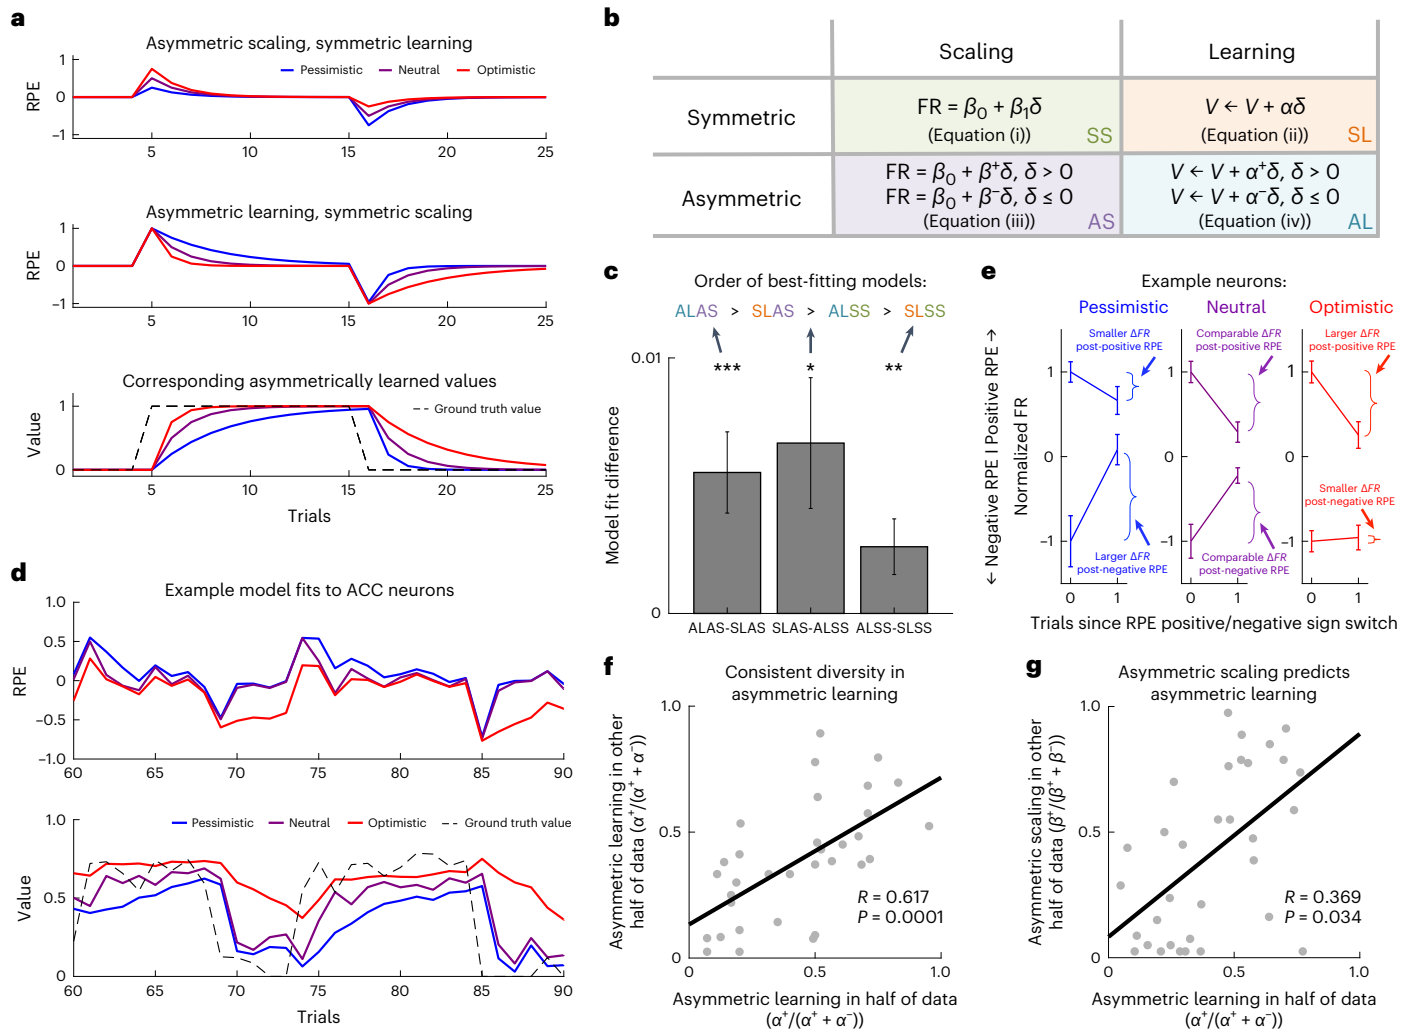 a
Asymmetric scaling, symmetric learning
Pessimistic Neutral Optimistic
RPE
1
0
−1
5 10 15 20 25
Asymmetric learning, symmetric scaling
RPE
1
0
−1
5 10 15 20 25
Corresponding asymmetrically learned values
Ground truth value
Value
1
0
5 10 15 20 25
Trials
b
Scaling Learning
Symmetric
FR = β0 + β1δ
(Equation (i)) SS
V ← V + αδ
(Equation (ii)) SL
Asymmetric
FR = β0 + β+δ, δ > 0
FR = β0 + β−δ, δ ≤ 0
(Equation (iii)) AS
V ← V + α+δ, δ > 0
V ← V + α−δ, δ ≤ 0
(Equation (iv)) AL
c
Order of best-fitting models:
ALAS > SLAS > ALSS > SLSS
*** * **
Model fit difference
0.01
0
ALAS-SLAS SLAS-ALSS ALSS-SLSS
d
Example model fits to ACC neurons
RPE
1.0
0.5
0
−0.5
−1.0
60 65 70 75 80 85 90
Pessimistic Neutral Optimistic Ground truth value
Value
1.0
0.5
0
60 65 70 75 80 85 90
Trials
e
Example neurons:
Pessimistic Neutral Optimistic
← Negative RPE | Positive RPE →
Normalized FR
Smaller ΔFR
post-positive RPE
Larger ΔFR
post-negative RPE
Comparable ΔFR
post-positive RPE
Comparable ΔFR
post-negative RPE
Larger ΔFR
post-positive RPE
Smaller ΔFR
post-negative RPE
1
0
−1
1
0
−1
1
0
−1
0 1 0 1 0 1
Trials since RPE positive/negative sign switch
f
Consistent diversity in
asymmetric learning
Asymmetric learning in other
half of data (α+/(α+ + α−))
1.0
0.5
0
R = 0.617
P = 0.0001
0 0.5 1.0
Asymmetric learning in half of data
(α+/(α+ + α−))
g
Asymmetric scaling predicts
asymmetric learning
Asymmetric scaling in other
half of data (β+/(β+ + β−))
1.0
0.5
0
R = 0.369
P = 0.034
0 0.5 1.0
Asymmetric learning in half of data
(α+/(α+ + α−))